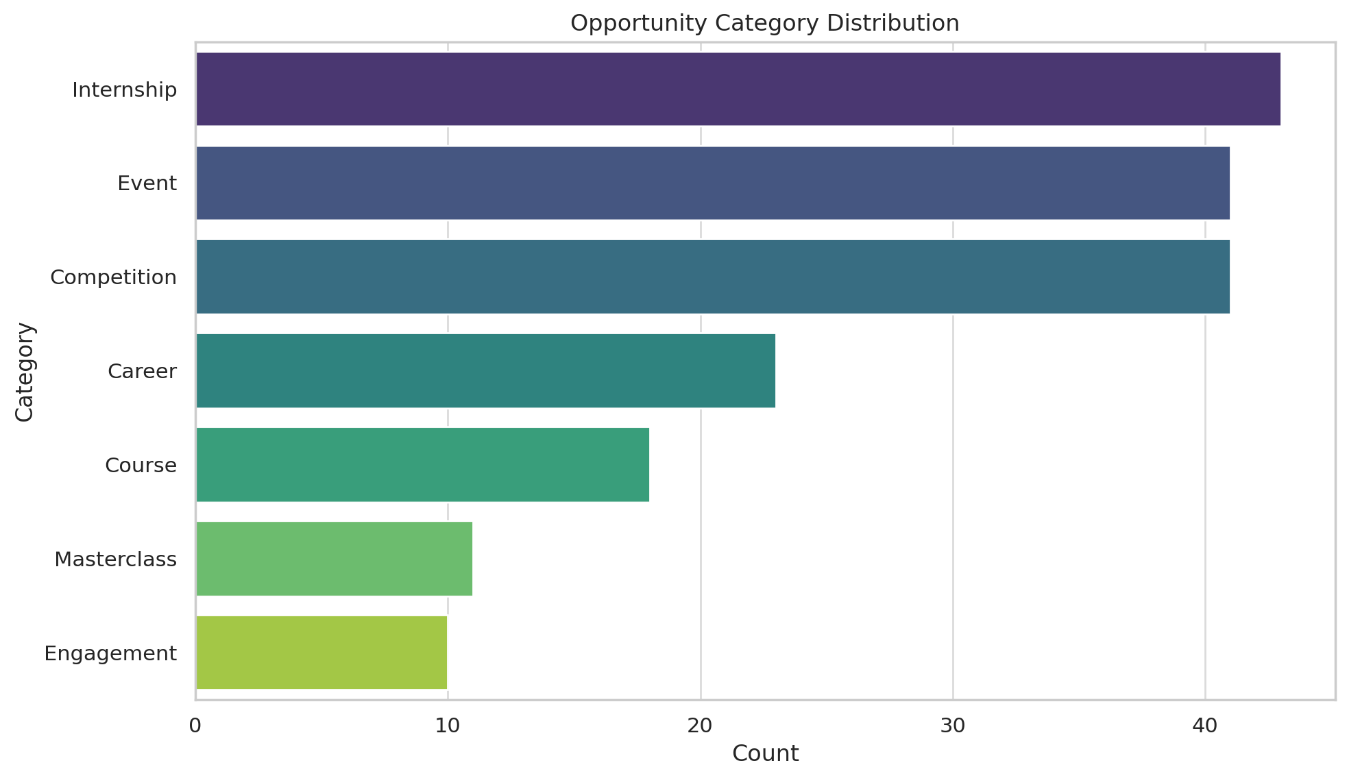 Opportunity Category Distribution
Category
Internship
Event
Competition
Career
Course
Masterclass
Engagement
0 10 20 30 40
Count